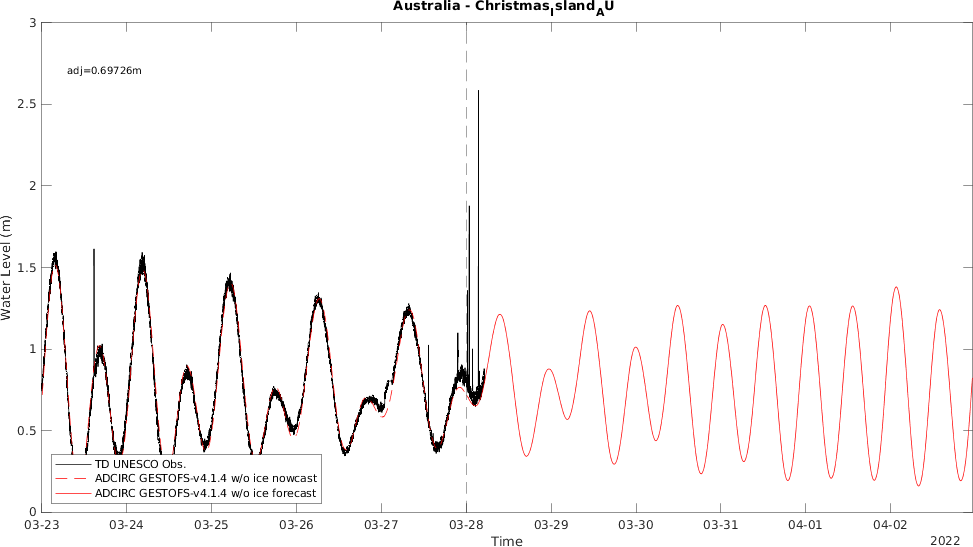 Australia - ChristmasIslandAU
3
adj=0.69726m
2.5
2
1.5
Water Level (m)
1
0.5
TD UNESCO Obs.
ADCIRC GESTOFS-v4.1.4 w/o ice nowcast
ADCIRC GESTOFS-v4.1.4 w/o ice forecast
0
03-23 03-24 03-25 03-26 03-27 03-28 03-29 03-30 03-31 04-01 04-02
Time
2022